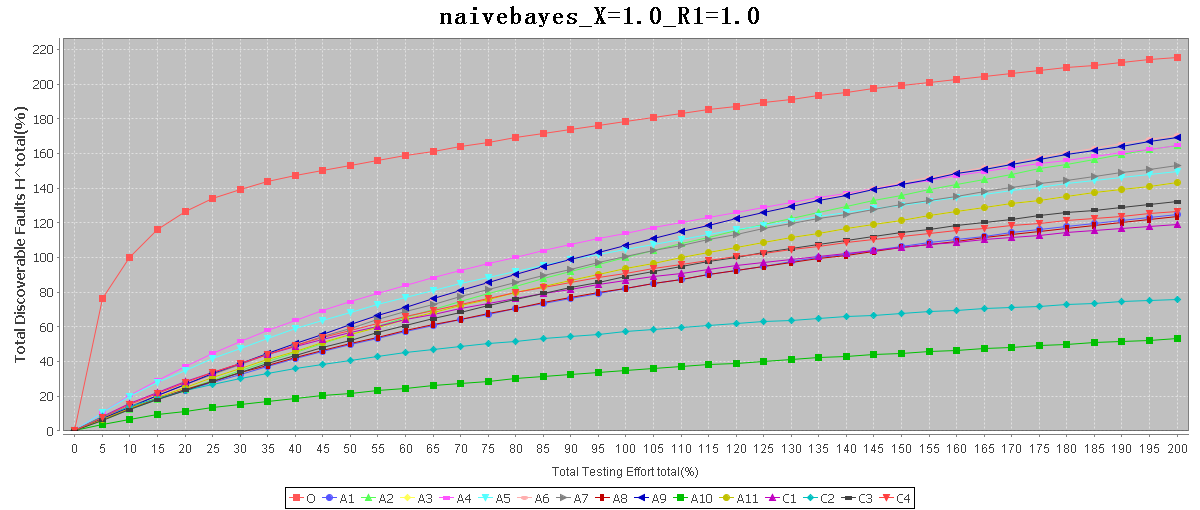 naivebayes_X=1.0_R1=1.0
Total Discoverable Faults H^total(%)
220
200
180
160
140
120
100
80
60
40
20
0
0 5 10 15 20 25 30 35 40 45 50 55 60 65 70 75 80 85 90 95 100 105 110 115 120 125 130 135 140 145 150 155 160 165 170 175 180 185 190 195 200
Total Testing Effort total(%)
O A1 A2 A3 A4 A5 A6 A7 A8 A9 A10 A11 C1 C2 C3 C4